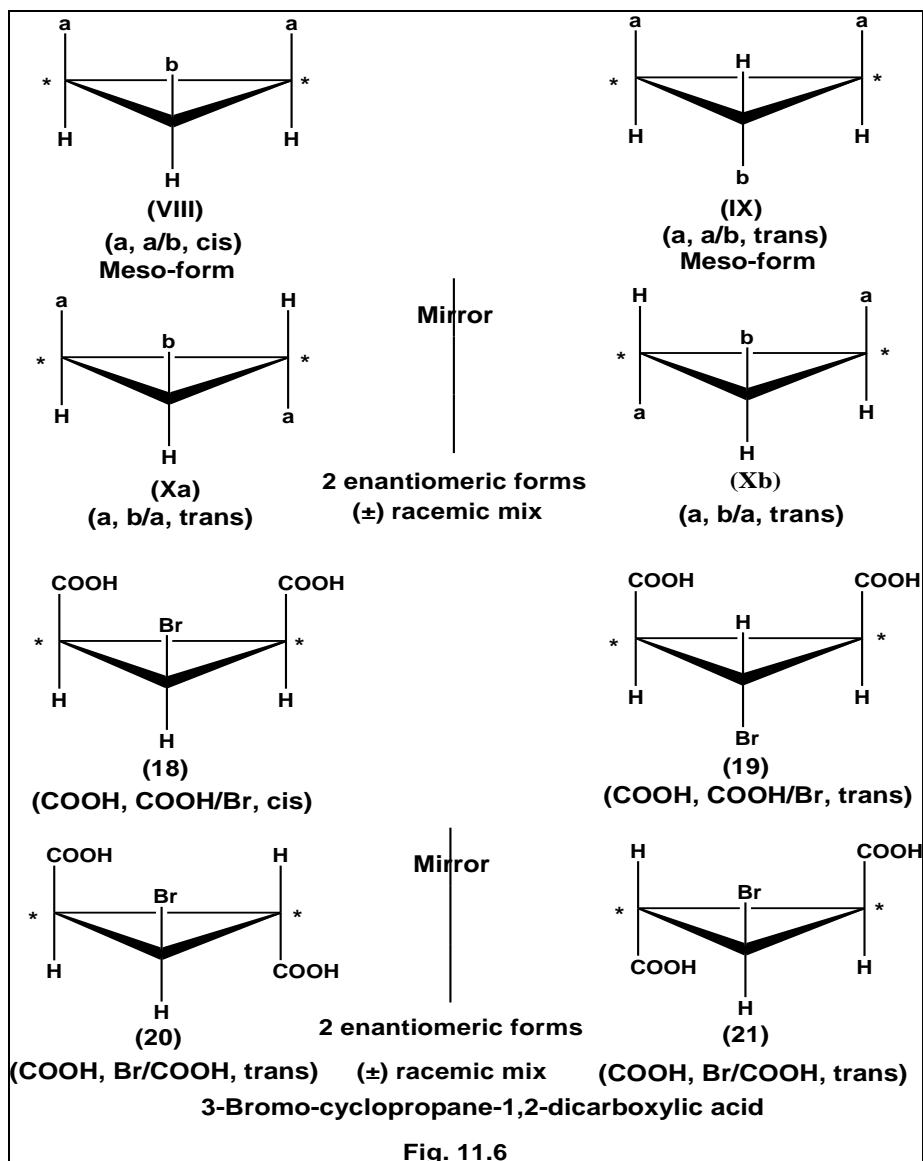 a a a a
* b * * H *
H H H H
H b
(VIII) (IX)
(a, a/b, cis) (a, a/b, trans)
Meso-form Meso-form
a H H a
Mirror
* b * * b *
H a a H
H H
(Xa) (Xb)
2 enantiomeric forms
(a, b/a, trans) (±) racemic mix (a, b/a, trans)
COOH COOH COOH COOH
* Br * * H *
H H H H
H Br
(18) (19)
(COOH, COOH/Br, cis) (COOH, COOH/Br, trans)
COOH H H COOH
Mirror
* Br * * Br *
H COOH COOH H
H H
(20) 2 enantiomeric forms (21)
(COOH, Br/COOH, trans) (±) racemic mix (COOH, Br/COOH, trans)
3-Bromo-cyclopropane-1,2-dicarboxylic acid
Fig. 11.6